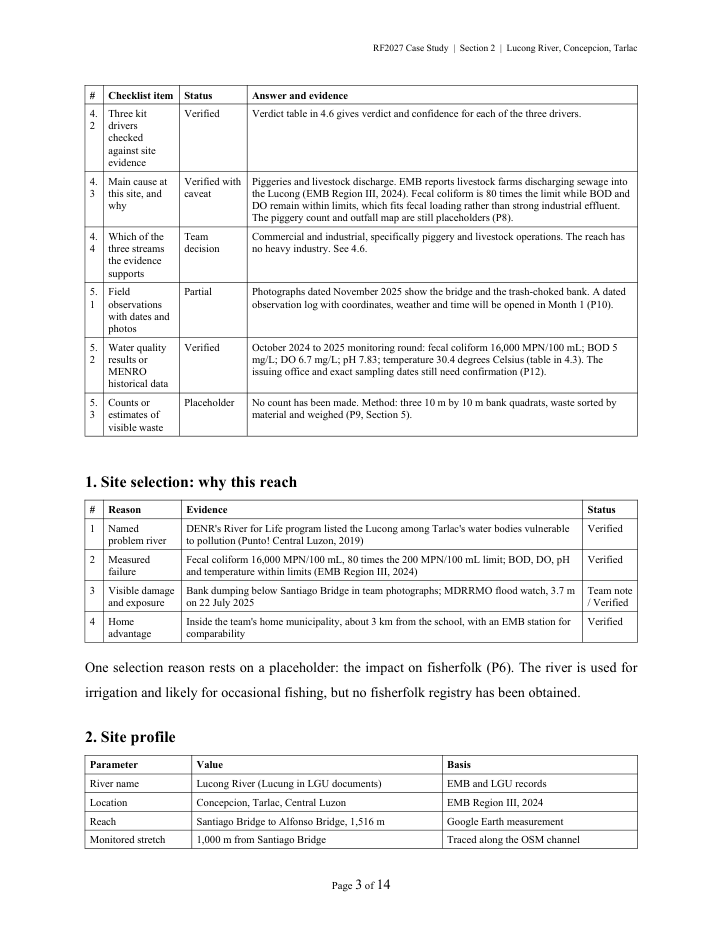 RF2027 Case Study | Section 2 | Lucong River, Concepcion, Tarlac
# Checklist item Status Answer and evidence
4.2 Three kit drivers checked against site evidence Verified Verdict table in 4.6 gives verdict and confidence for each of the three drivers.
4.3 Main cause at this site, and why Verified with caveat Piggeries and livestock discharge. EMB reports livestock farms discharging sewage into the Lucong (EMB Region III, 2024). Fecal coliform is 80 times the limit while BOD and DO remain within limits, which fits fecal loading rather than strong industrial effluent. The piggery count and outfall map are still placeholders (P8).
4.4 Which of the three streams the evidence supports Team decision Commercial and industrial, specifically piggery and livestock operations. The reach has no heavy industry. See 4.6.
5.1 Field observations with dates and photos Partial Photographs dated November 2025 show the bridge and the trash-choked bank. A dated observation log with coordinates, weather and time will be opened in Month 1 (P10).
5.2 Water quality results or MENRO historical data Verified October 2024 to 2025 monitoring round: fecal coliform 16,000 MPN/100 mL; BOD 5 mg/L; DO 6.7 mg/L; pH 7.83; temperature 30.4 degrees Celsius (table in 4.3). The issuing office and exact sampling dates still need confirmation (P12).
5.3 Counts or estimates of visible waste Placeholder No count has been made. Method: three 10 m by 10 m bank quadrats, waste sorted by material and weighed (P9, Section 5).
1. Site selection: why this reach
# Reason Evidence Status
1 Named problem river DENR's River for Life program listed the Lucong among Tarlac's water bodies vulnerable to pollution (Punto! Central Luzon, 2019) Verified
2 Measured failure Fecal coliform 16,000 MPN/100 mL, 80 times the 200 MPN/100 mL limit; BOD, DO, pH and temperature within limits (EMB Region III, 2024) Verified
3 Visible damage and exposure Bank dumping below Santiago Bridge in team photographs; MDRRMO flood watch, 3.7 m on 22 July 2025 Team note / Verified
4 Home advantage Inside the team's home municipality, about 3 km from the school, with an EMB station for comparability Verified
One selection reason rests on a placeholder: the impact on fisherfolk (P6). The river is used for
irrigation and likely for occasional fishing, but no fisherfolk registry has been obtained.
2. Site profile
Parameter Value Basis
River name Lucong River (Lucung in LGU documents) EMB and LGU records
Location Concepcion, Tarlac, Central Luzon EMB Region III, 2024
Reach Santiago Bridge to Alfonso Bridge, 1,516 m Google Earth measurement
Monitored stretch 1,000 m from Santiago Bridge Traced along the OSM channel
Page 3 of 14